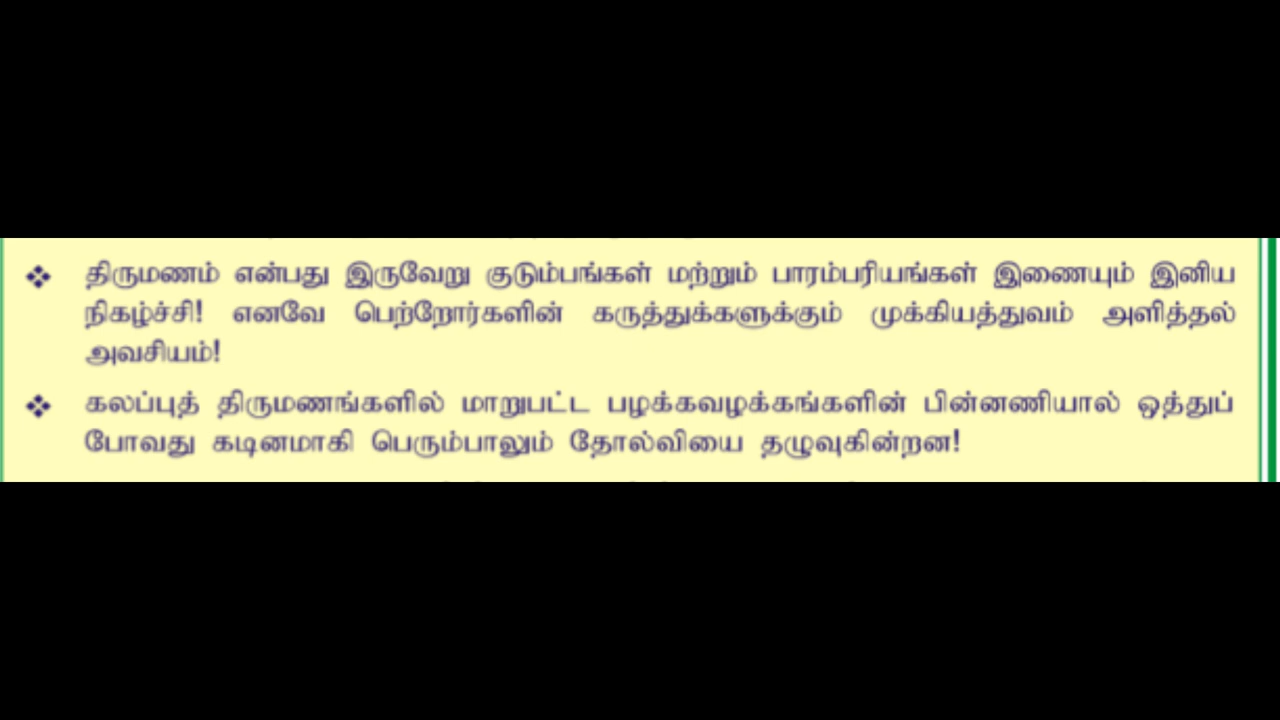 ❖ திருமணம் என்பது இருவேறு குடும்பங்கள் மற்றும் பாரம்பரியங்கள் இணையும் இனிய
நிகழ்ச்சி! எனவே பெற்றோர்களின் கருத்துக்களுக்கும் முக்கியத்துவம் அளித்தல்
அவசியம்!
❖ கலப்புத் திருமணங்களில் மாறுபட்ட பழக்கவழக்கங்களின் பின்னணியால் ஒத்துப்
போவது கடினமாகி பெரும்பாலும் தோல்வியை தழுவுகின்றன!